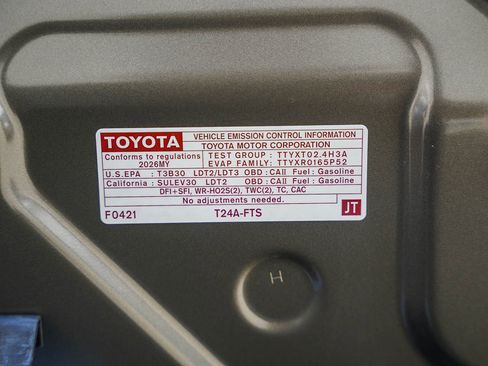 TOYOTA VEHICLE EMISSION CONTROL INFORMATION
TOYOTA MOTOR CORPORATION
Conforms to regulations TEST GROUP : TTYXT02.4H3A
2026MY EVAP FAMILY: TTYXR0165P52
U.S.EPA : T3B30 LDT2/LDT3 OBD : CAII Fuel : Gasoline
California : SULEV30 LDT2 OBD : CAII Fuel : Gasoline
DFI+SFI, WR-HO2S(2), TWC(2), TC, CAC
No adjustments needed.
F0421 T24A-FTS JT
H